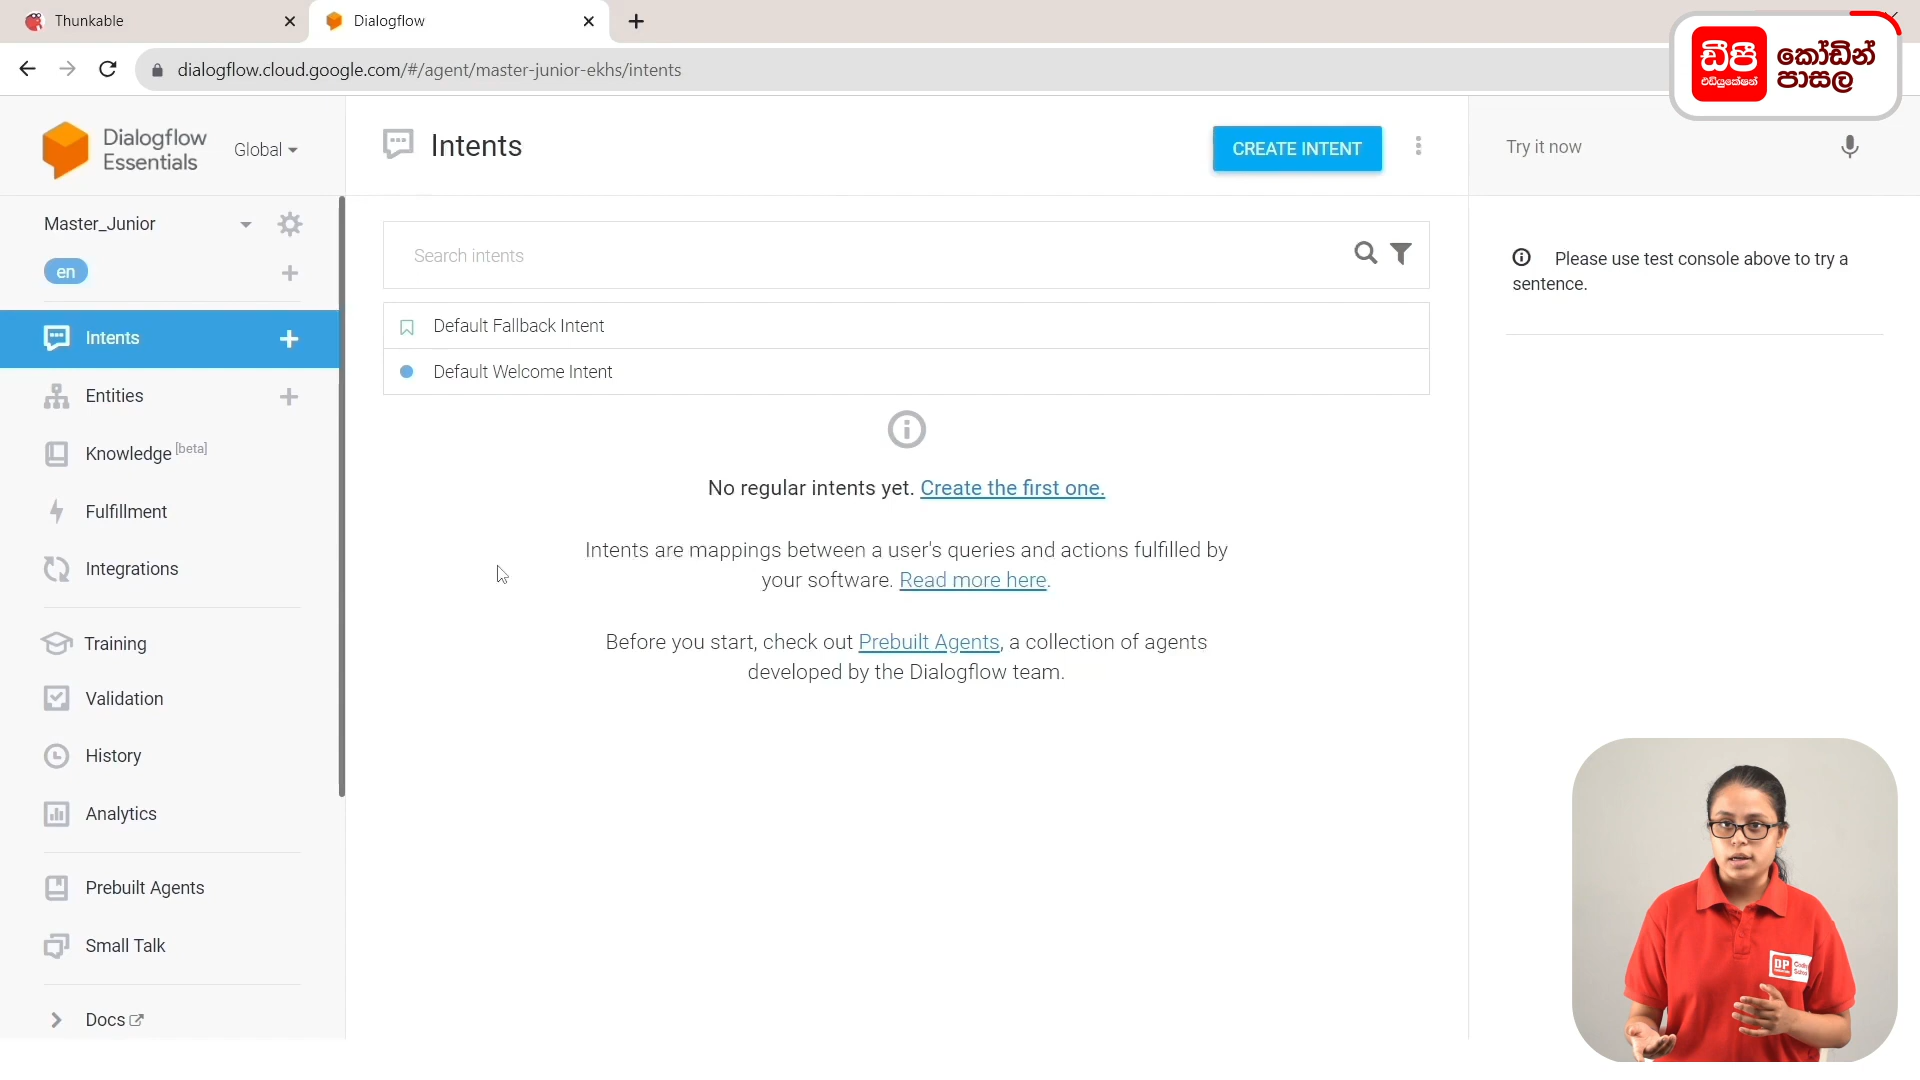 Thunkable
Dialogflow
dialogflow.cloud.google.com/#/agent/master-junior-ekhs/intents
ඩීපී
එඩියුකේෂන්
කෝඩින්
පාසල
Dialogflow
Essentials
Global
Intents
CREATE INTENT
Try it now
Master_Junior
en
Search intents
Please use test console above to try a
sentence.
Intents
Default Fallback Intent
Default Welcome Intent
Entities
Knowledge [beta]
No regular intents yet. Create the first one.
Fulfillment
Intents are mappings between a user's queries and actions fulfilled by
your software. Read more here.
Integrations
Before you start, check out Prebuilt Agents, a collection of agents
developed by the Dialogflow team.
Training
Validation
History
Analytics
Prebuilt Agents
Small Talk
Docs
DP